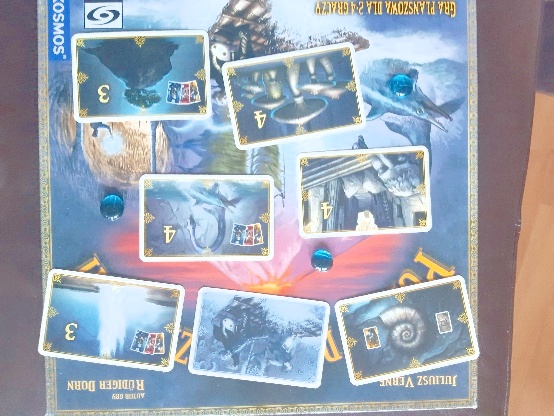 KOSMOS
GRA PLANSZOWA DLA 2-4 GRACZY
3
4
4
4
3
JULIUSZ VERNE
AUTOR GRY
RÜDIGER DORN